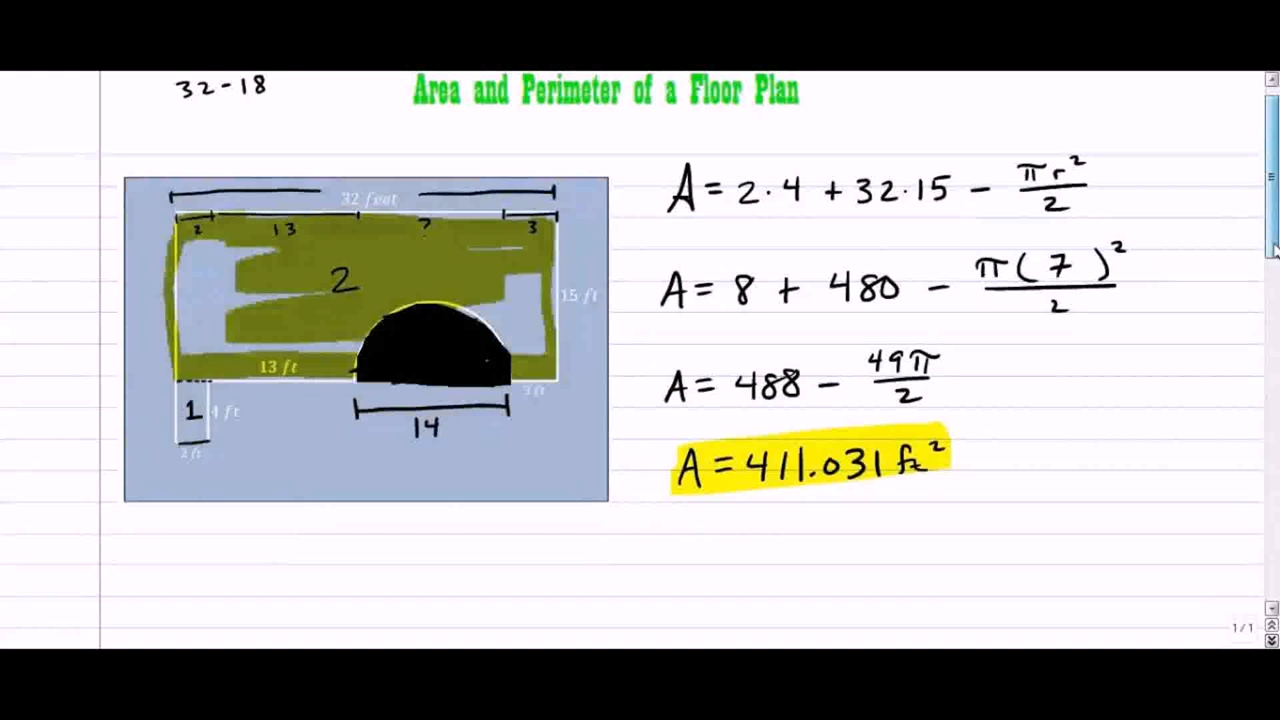 32-18
Area and Perimeter of a Floor Plan
32 feet
2 13 ? 3
2
15 ft
13 ft
3 ft
1
4 ft
2 ft
14
A = 2·4 + 32·15 - πr²/2
A = 8 + 480 - π(7)²/2
A = 488 - 49π/2
A = 411.031 ft²
1/1